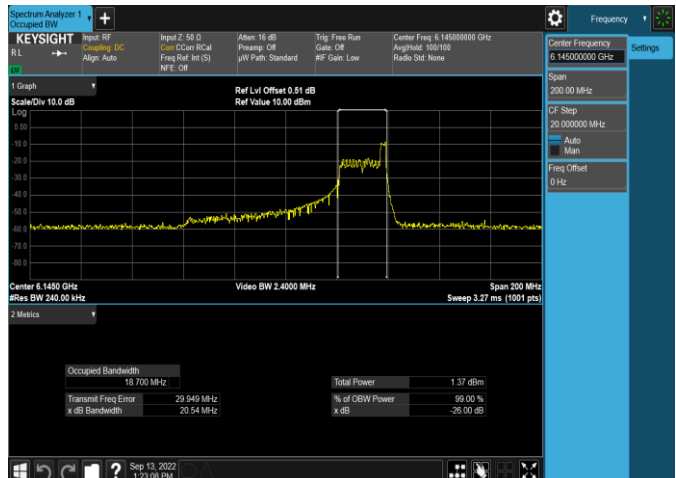 Spectrum Analyzer 1
Occupied BW
Frequency
KEYSIGHT
R L
LXI
Input: RF
Coupling: DC
Align: Auto
Input Z: 50 Ω
Corr CCorr RCal
Freq Ref: Int (S)
NFE: Off
Atten: 16 dB
Preamp: Off
µW Path: Standard
Trig: Free Run
Gate: Off
#IF Gain: Low
Center Freq: 6.145000000 GHz
Avg|Hold: 100/100
Radio Std: None
Center Frequency
6.145000000 GHz
Settings
Span
200.00 MHz
CF Step
20.000000 MHz
Auto
Man
Freq Offset
0 Hz
1 Graph
Scale/Div 10.0 dB
Ref Lvl Offset 0.51 dB
Ref Value 10.00 dBm
Log
0.00
-10.0
-20.0
-30.0
-40.0
-50.0
-60.0
-70.0
-80.0
Center 6.1450 GHz
#Res BW 240.00 kHz
Video BW 2.4000 MHz
Span 200 MHz
Sweep 3.27 ms (1001 pts)
2 Metrics
Occupied Bandwidth
18.700 MHz
Transmit Freq Error 29.949 MHz
x dB Bandwidth 20.54 MHz
Total Power 1.37 dBm
% of OBW Power 99.00 %
x dB -26.00 dB
?
Sep 13, 2022
1:23:08 PM